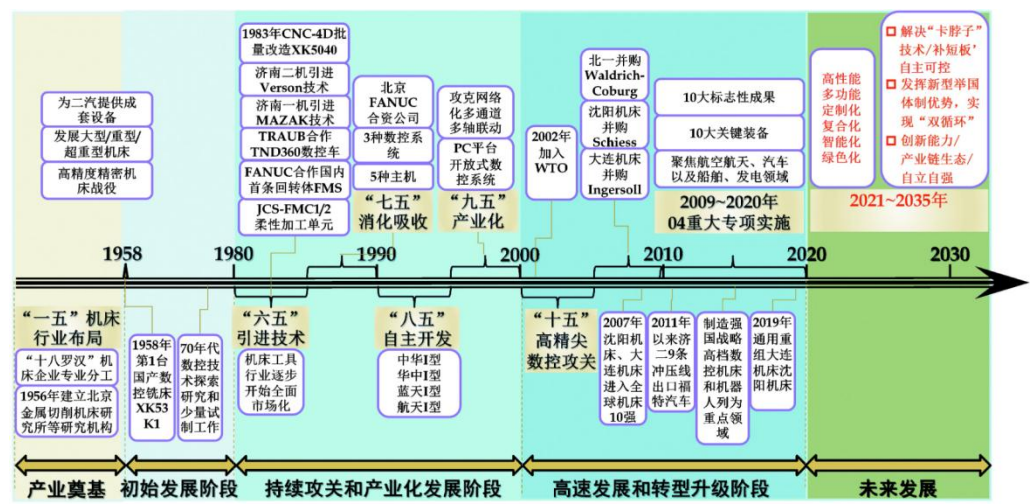 为二汽提供成
套设备
发展大型/重型/
超重型机床
高精度精密机
床战役
1983年CNC-4D批
量改造XK5040
济南二机引进
Verson技术
济南一机引进
MAZAK技术
TRAUB合作
TND360数控车
FANUC合作国内
首条回转体FMS
JCS-FMC1/2
柔性加工单元
北京
FANUC
合资公司
3种数控系
统
5种主机
“七五”
消化吸收
攻克网络
化多通道
多轴联动
PC平台
开放式数
控系统
“九五”
产业化
2002年
加入
WTO
北一并购
Waldrich-
Coburg
沈阳机床
并购
Schiess
大连机床
并购
Ingersoll
10大标志性成果
10大关键装备
聚焦航空航天、汽车
以及船舶、发电领域
2009~2020年
04重大专项实施
高性能
多功能
定制化
复合化
智能化
绿色化
解决“卡脖子”
技术/补短板’
自主可控
发挥新型举国
体制优势，实
现“双循环”
创新能力/
产业链生态/
自立自强
2021~2035年
1958
1980
1990
2000
2010
2020
2030
“一五”机床
行业布局
“十八罗汉”机
床企业专业分工
1956年建立北京
金属切削机床研
究所等研究机构
1958年
第1台
国产数
控铣床
XK53
K1
70年代
数控技
术探索
研究和
少量试
制工作
“六五”
引进技术
机床工具
行业逐步
开始全面
市场化
“八五”
自主开发
中华I型
华中I型
蓝天I型
航天I型
“十五”
高精尖
数控攻关
2007年
沈阳机
床、大
连机床
进入全
球机床
10强
2011年
以来济
二9条
冲压线
出口福
特汽车
制造强
国战略
高档数
控机床
和机器
人列为
重点领
域
2019年
通用重
组大连
机床沈
阳机床
产业奠基
初始发展阶段
持续攻关和产业化发展阶段
高速发展和转型升级阶段
未来发展